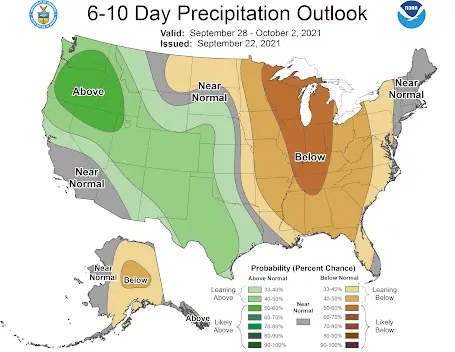 6-10 Day Precipitation Outlook
Valid: September 28 - October 2, 2021
Issued: September 22, 2021
NOAA
Above
Near
Normal
Near
Normal
Near
Normal
Below
Near
Normal
Below
Above
Probability (Percent Chance)
Above Normal Below Normal
Leaning
Above
Likely
Above
33-40%
40-50%
50-60%
60-70%
70-80%
80-90%
90-100%
Near
Normal
33-40%
40-50%
50-60%
60-70%
70-80%
80-90%
90-100%
Leaning
Below
Likely
Below